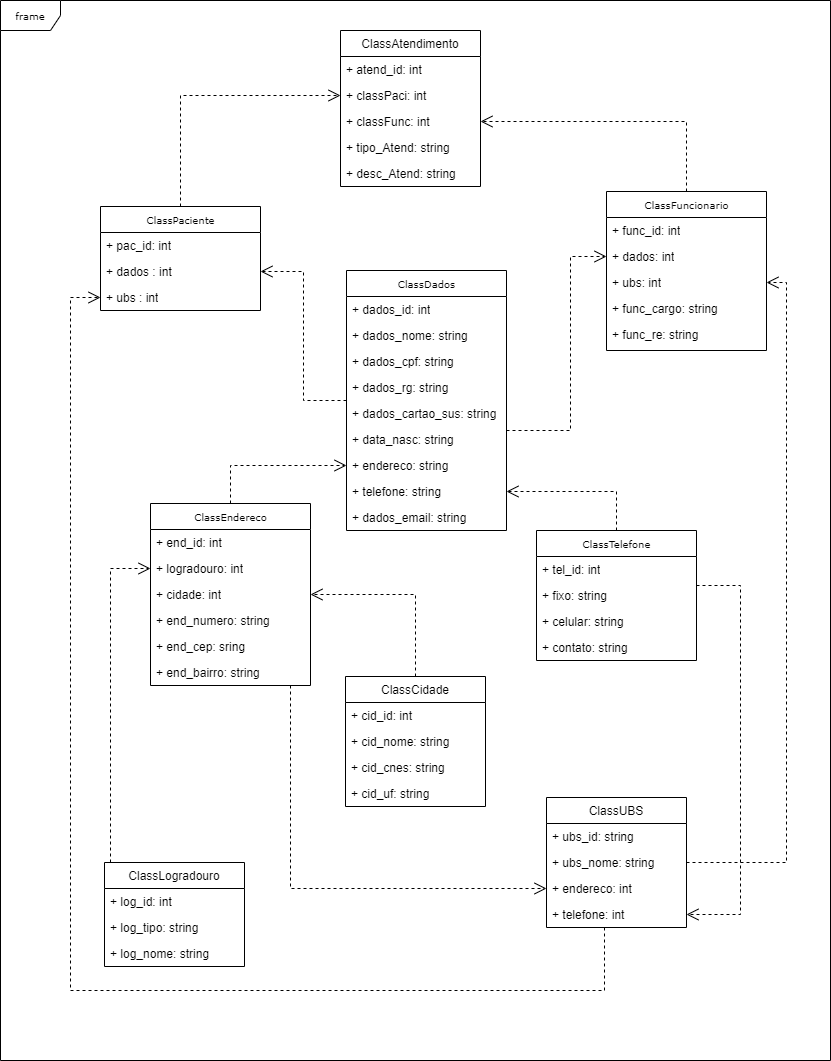 frame
ClassAtendimento
+ atend_id: int
+ classPaci: int
+ classFunc: int
+ tipo_Atend: string
+ desc_Atend: string
ClassPaciente
+ pac_id: int
+ dados : int
+ ubs : int
ClassFuncionario
+ func_id: int
+ dados: int
+ ubs: int
+ func_cargo: string
+ func_re: string
ClassDados
+ dados_id: int
+ dados_nome: string
+ dados_cpf: string
+ dados_rg: string
+ dados_cartao_sus: string
+ data_nasc: string
+ endereco: string
+ telefone: string
+ dados_email: string
ClassEndereco
+ end_id: int
+ logradouro: int
+ cidade: int
+ end_numero: string
+ end_cep: sring
+ end_bairro: string
ClassTelefone
+ tel_id: int
+ fixo: string
+ celular: string
+ contato: string
ClassCidade
+ cid_id: int
+ cid_nome: string
+ cid_cnes: string
+ cid_uf: string
ClassUBS
+ ubs_id: string
+ ubs_nome: string
+ endereco: int
+ telefone: int
ClassLogradouro
+ log_id: int
+ log_tipo: string
+ log_nome: string